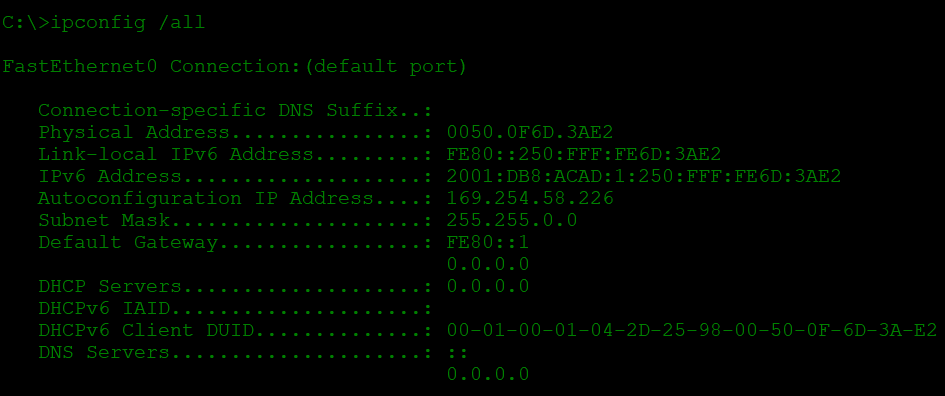 C:\>ipconfig /all
FastEthernet0 Connection:(default port)
Connection-specific DNS Suffix..:
Physical Address................: 0050.0F6D.3AE2
Link-local IPv6 Address.........: FE80::250:FFF:FE6D:3AE2
IPv6 Address....................: 2001:DB8:ACAD:1:250:FFF:FE6D:3AE2
Autoconfiguration IP Address....: 169.254.58.226
Subnet Mask.....................: 255.255.0.0
Default Gateway.................: FE80::1
0.0.0.0
DHCP Servers....................: 0.0.0.0
DHCPv6 IAID.....................:
DHCPv6 Client DUID..............: 00-01-00-01-04-2D-25-98-00-50-0F-6D-3A-E2
DNS Servers.....................: ::
0.0.0.0